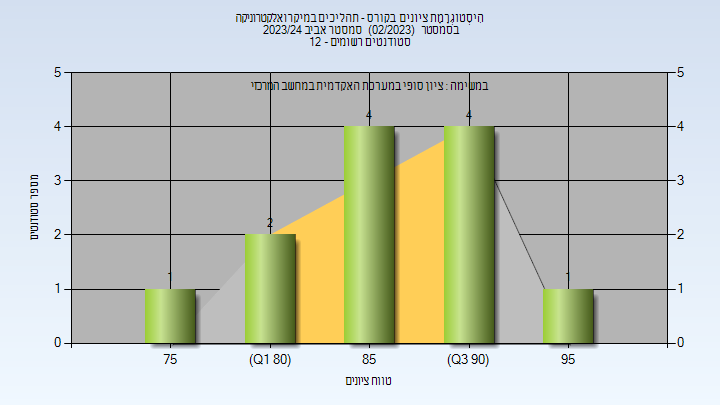 היסטוגרמת ציונים בקורס - תהליכים במיקרואלקטרוניקה
בסמסטר (02/2023) סמסטר אביב 2023/24
סטודנטים רשומים - 12
במשימה : ציון סופי במערכת האקדמית במחשב המרכזי
מספר סטודנטים
5 5
4 4
3 3
2 2
1 1
0 0
1 2 4 4 1
75 (Q1 80) 85 (Q3 90) 95
טווח ציונים